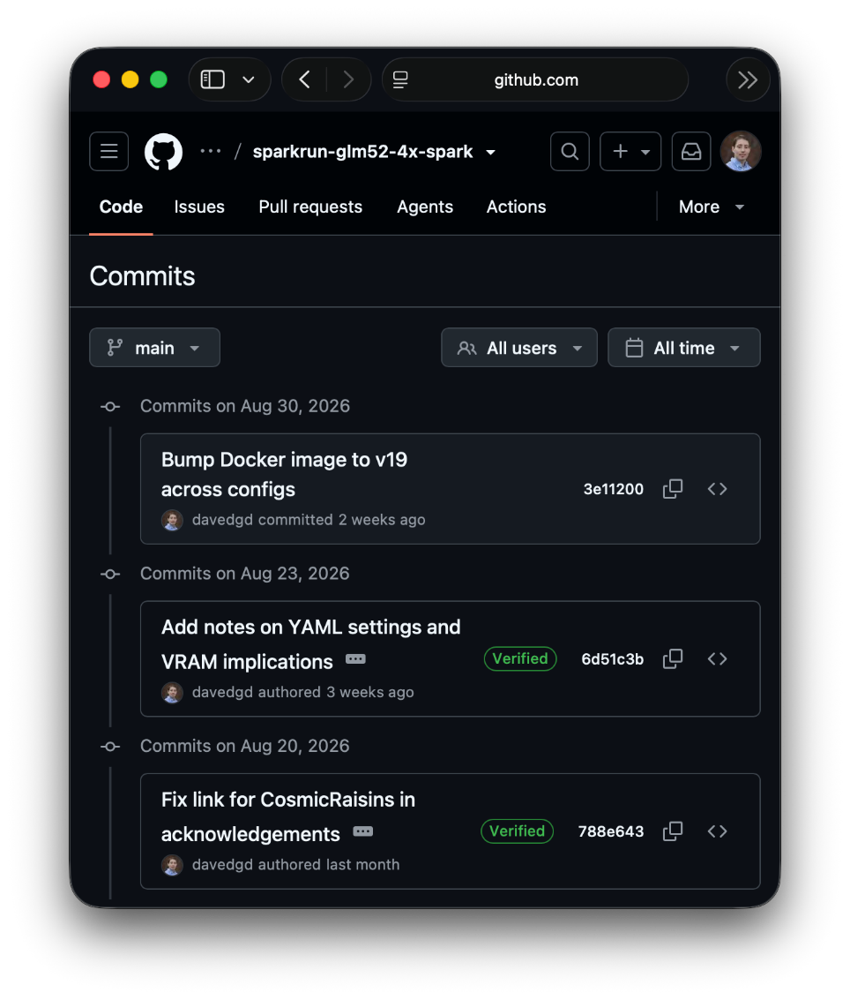 github.com
/ sparkrun-glm52-4x-spark
Code Issues Pull requests Agents Actions More
Commits
main All users All time
Commits on Aug 30, 2026
Bump Docker image to v19
across configs
3e11200
davedgd committed 2 weeks ago
Commits on Aug 23, 2026
Add notes on YAML settings and
VRAM implications
Verified 6d51c3b
davedgd authored 3 weeks ago
Commits on Aug 20, 2026
Fix link for CosmicRaisins in
acknowledgements
Verified 788e643
davedgd authored last month